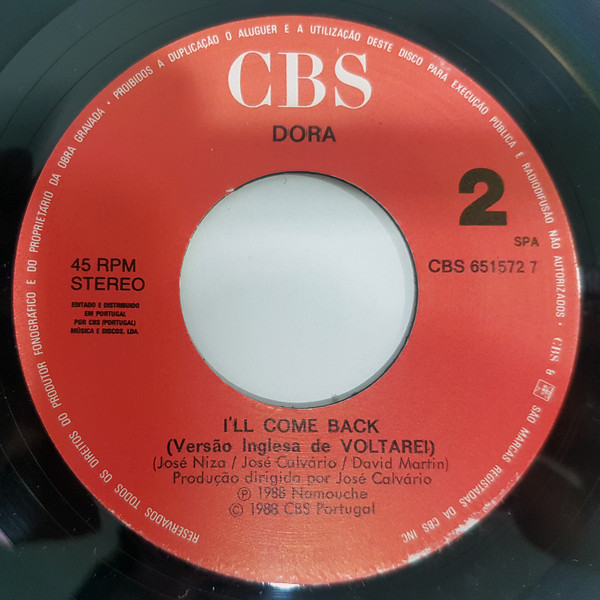 RESERVADOS TODOS OS DIREITOS DO PRODUTOR FONOGRÁFICO E DO PROPRIETÁRIO DA OBRA GRAVADA • PROIBIDOS A DUPLICAÇÃO O ALUGUER E A UTILIZAÇÃO DESTE DISCO PARA EXECUÇÃO PÚBLICA E RADIODIFUSÃO NÃO AUTORIZADOS • CBS e SÃO MARCAS REGISTADAS DA CBS INC
CBS
DORA
2
SPA
45 RPM
STEREO
CBS 651572 7
EDITADO E DISTRIBUIDO
EM PORTUGAL
POR CBS (PORTUGAL)
MÚSICA E DISCOS, LDA.
I'LL COME BACK
(Versão Inglesa de VOLTAREI)
(José Niza / José Calvário / David Martin)
Produção dirigida por José Calvário
Ⓟ 1988 Namouche
© 1988 CBS Portugal